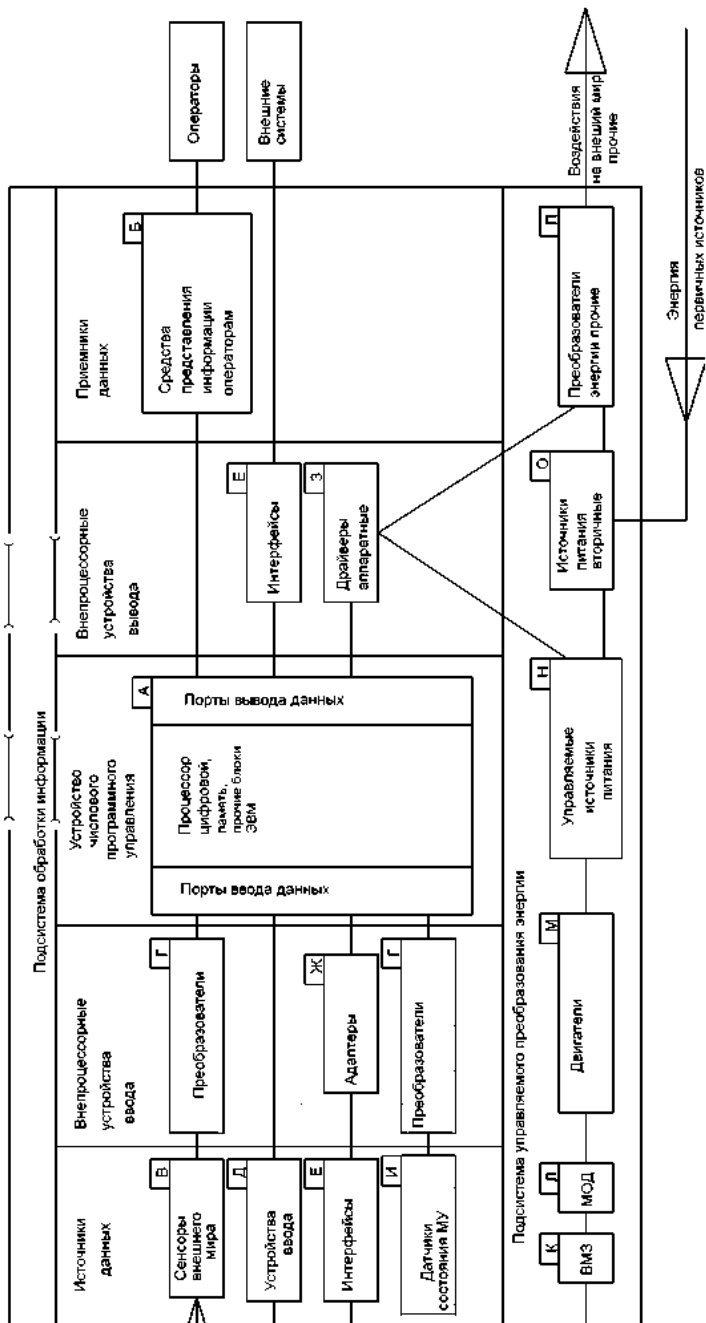 Подсистема обработки информации
Источники
данных
Внепроцессорные
устройства
ввода
Устройство
числового
программного
управления
Внепроцессорные
устройства
вывода
Приемники
данных
В
Сенсоры
внешнего
мира
Г
Преобразователи
А
Порты ввода данных
Процессор
цифровой,
память,
прочие блоки
ЭВМ
Порты вывода данных
Б
Средства
представления
информации
операторам
Операторы
Д
Устройства
ввода
Е
Интерфейсы
Внешние
системы
Е
Интерфейсы
Ж
Адаптеры
З
Драйверы
аппаратные
И
Датчики
состояния МУ
Г
Преобразователи
Подсистема управляемого преобразования энергии
К
ВМЗ
Л
МОД
М
Двигатели
Н
Управляемые
источники
питания
О
Источники
питания
вторичные
П
Преобразователи
энергии прочие
Воздействия
на внеший мир
прочие
Энергия
первичных источников